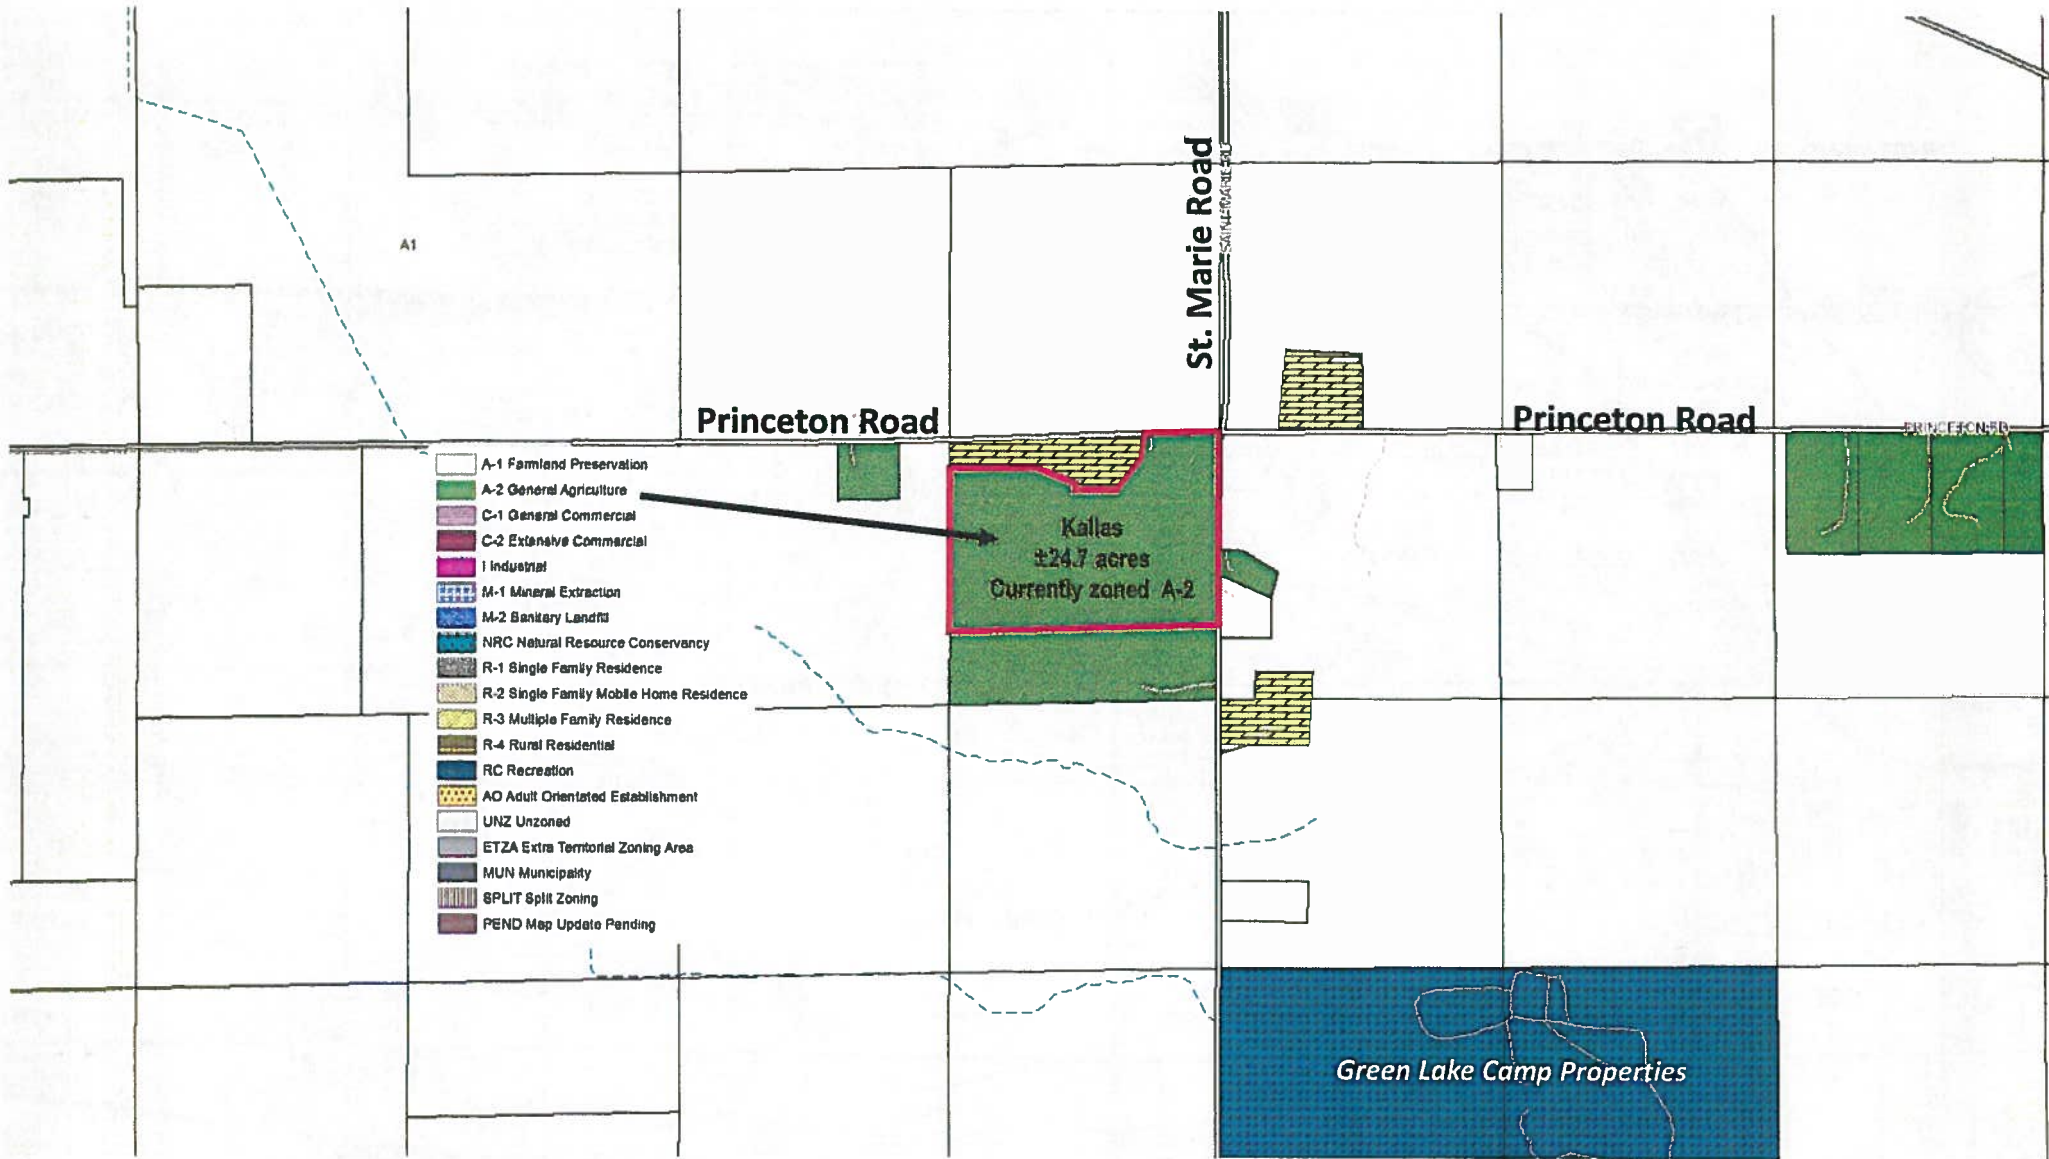 St. Marie Road
SAINT MARIE RD
A1
Princeton Road
Princeton Road
PRINCETON RD
A-1 Farmland Preservation
A-2 General Agriculture
C-1 General Commercial
C-2 Extensive Commercial
I Industrial
M-1 Mineral Extraction
M-2 Sanitary Landfill
NRC Natural Resource Conservancy
R-1 Single Family Residence
R-2 Single Family Mobile Home Residence
R-3 Multiple Family Residence
R-4 Rural Residential
RC Recreation
AO Adult Orientated Establishment
UNZ Unzoned
ETZA Extra Territorial Zoning Area
MUN Municipality
SPLIT Split Zoning
PEND Map Update Pending
Kallas
±24.7 acres
Currently zoned A-2
Green Lake Camp Properties